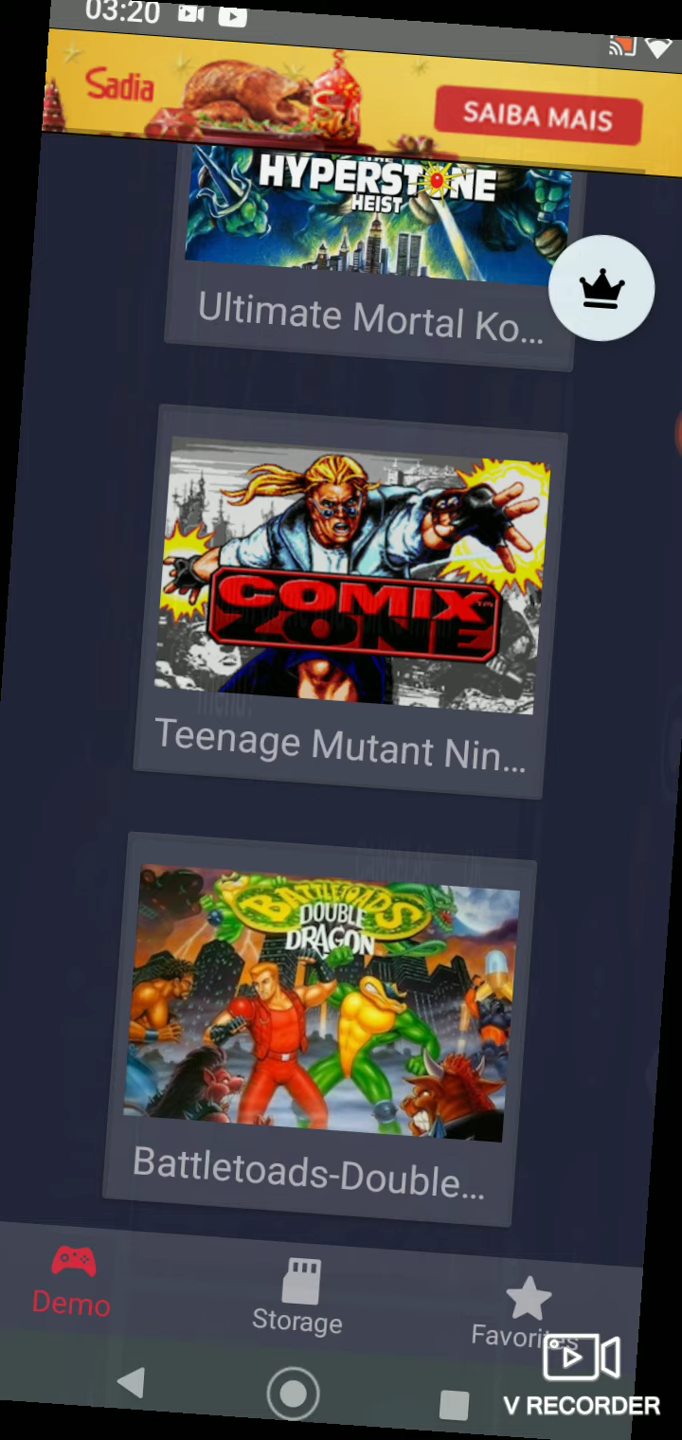 03:20
Sadia
SAIBA MAIS
HYPERSTONE
HEIST
Ultimate Mortal Ko...
COMIX
ZONE
Teenage Mutant Nin...
BATTLETOADS
DOUBLE
DRAGON
Battletoads-Double...
Demo
Storage
Favorites
V RECORDER